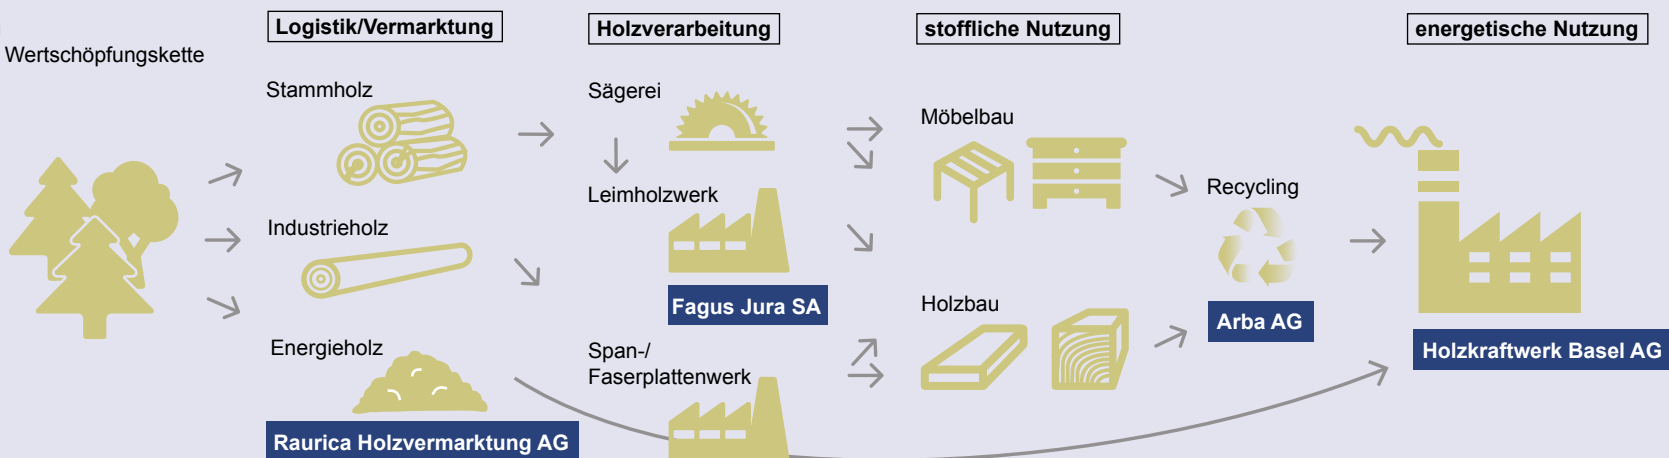 Wertschöpfungskette
Logistik/Vermarktung
Stammholz
Industrieholz
Energieholz
Raurica Holzvermarktung AG
Holzverarbeitung
Sägerei
Leimholzwerk
Fagus Jura SA
Span-/
Faserplattenwerk
stoffliche Nutzung
Möbelbau
Holzbau
Recycling
Arba AG
energetische Nutzung
Holzkraftwerk Basel AG